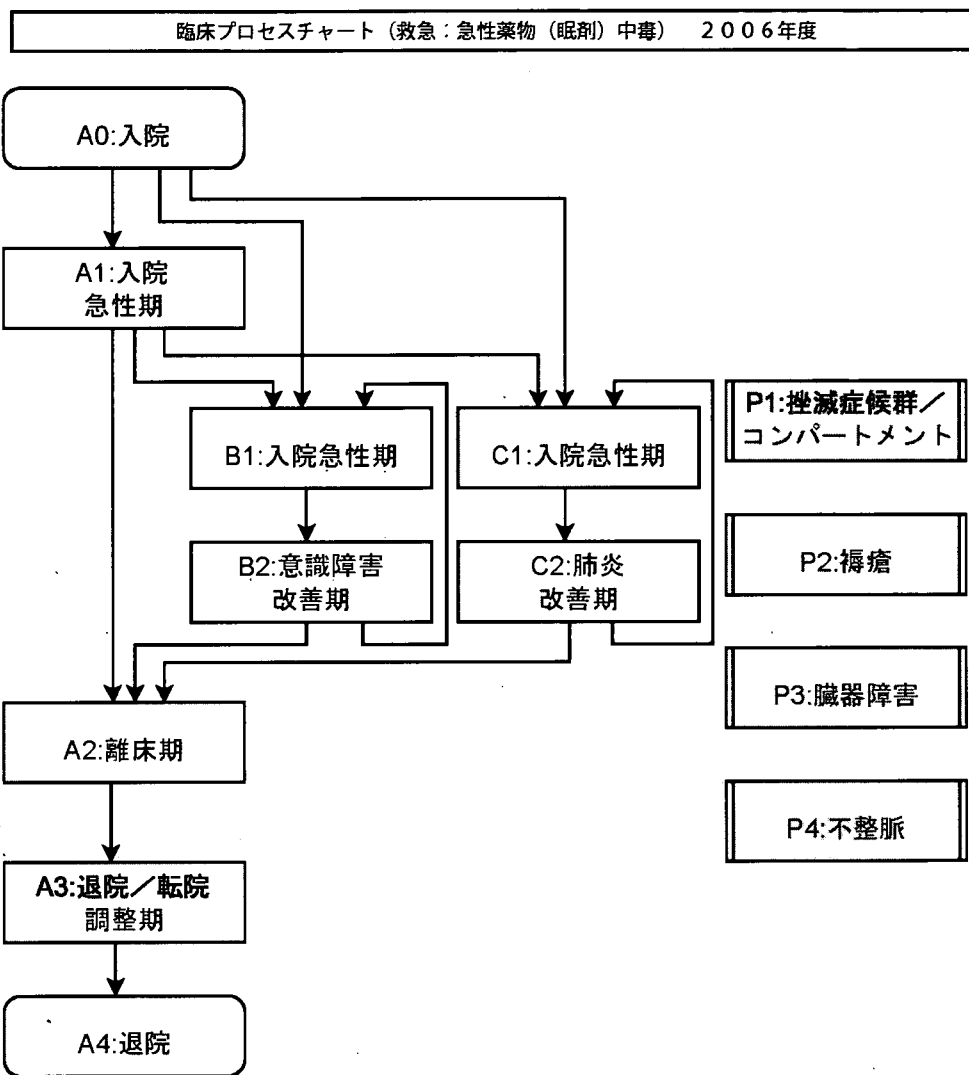 臨床プロセスチャート（救急：急性薬物（眠剤）中毒）　２００６年度
A0:入院
A1:入院
急性期
B1:入院急性期
C1:入院急性期
P1:挫滅症候群／
コンパートメント
B2:意識障害
改善期
C2:肺炎
改善期
P2:褥瘡
P3:臓器障害
A2:離床期
P4:不整脈
A3:退院／転院
調整期
A4:退院